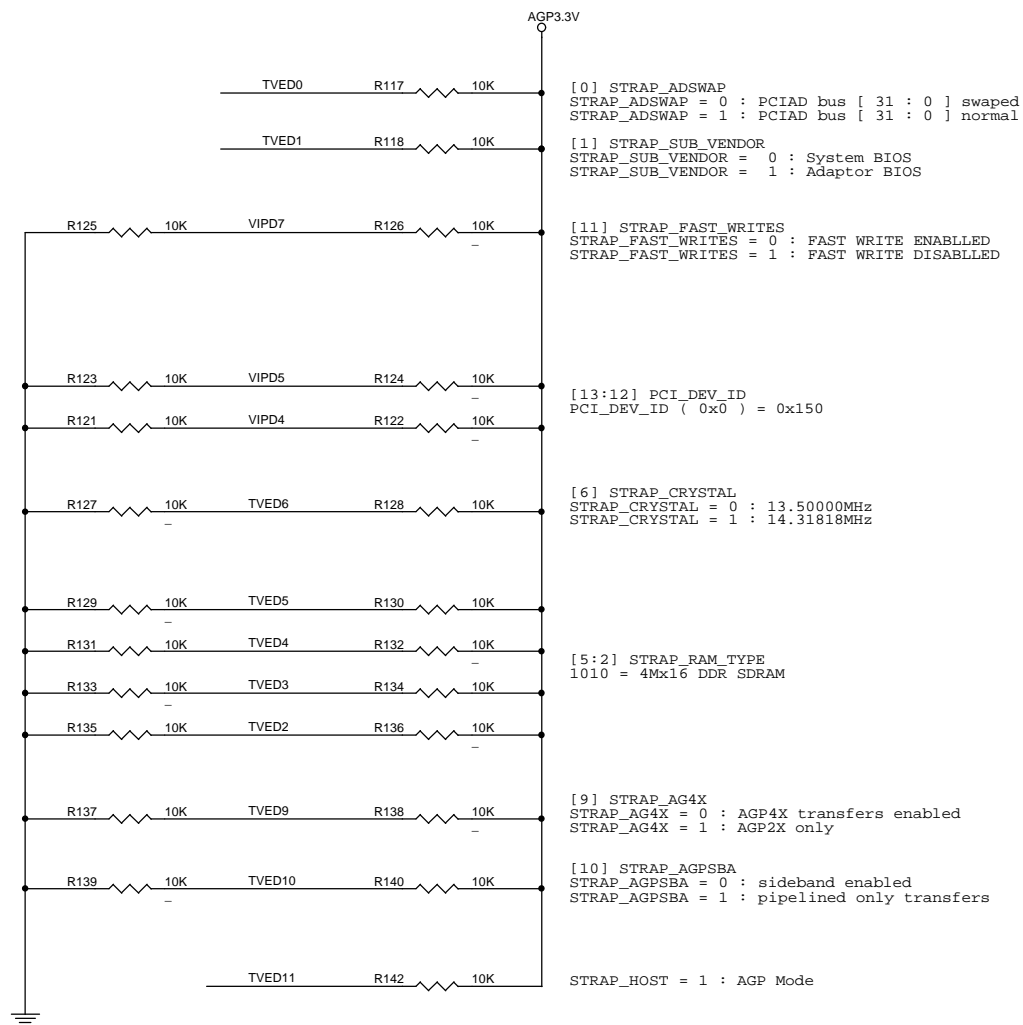 AGP3.3V
TVED0 R117 10K
[0] STRAP_ADSWAP
STRAP_ADSWAP = 0 : PCIAD bus [ 31 : 0 ] swaped
STRAP_ADSWAP = 1 : PCIAD bus [ 31 : 0 ] normal
TVED1 R118 10K
[1] STRAP_SUB_VENDOR
STRAP_SUB_VENDOR = 0 : System BIOS
STRAP_SUB_VENDOR = 1 : Adaptor BIOS
R125 10K VIPD7 R126 10K
_
[11] STRAP_FAST_WRITES
STRAP_FAST_WRITES = 0 : FAST WRITE ENABLLED
STRAP_FAST_WRITES = 1 : FAST WRITE DISABLLED
R123 10K VIPD5 R124 10K
_
[13:12] PCI_DEV_ID
PCI_DEV_ID ( 0x0 ) = 0x150
R121 10K VIPD4 R122 10K
_
R127 10K TVED6 R128 10K
_
[6] STRAP_CRYSTAL
STRAP_CRYSTAL = 0 : 13.50000MHz
STRAP_CRYSTAL = 1 : 14.31818MHz
R129 10K TVED5 R130 10K
_
R131 10K TVED4 R132 10K
_
[5:2] STRAP_RAM_TYPE
1010 = 4Mx16 DDR SDRAM
R133 10K TVED3 R134 10K
_
R135 10K TVED2 R136 10K
_
R137 10K TVED9 R138 10K
_
[9] STRAP_AG4X
STRAP_AG4X = 0 : AGP4X transfers enabled
STRAP_AG4X = 1 : AGP2X only
R139 10K TVED10 R140 10K
_
[10] STRAP_AGPSBA
STRAP_AGPSBA = 0 : sideband enabled
STRAP_AGPSBA = 1 : pipelined only transfers
TVED11 R142 10K
STRAP_HOST = 1 : AGP Mode